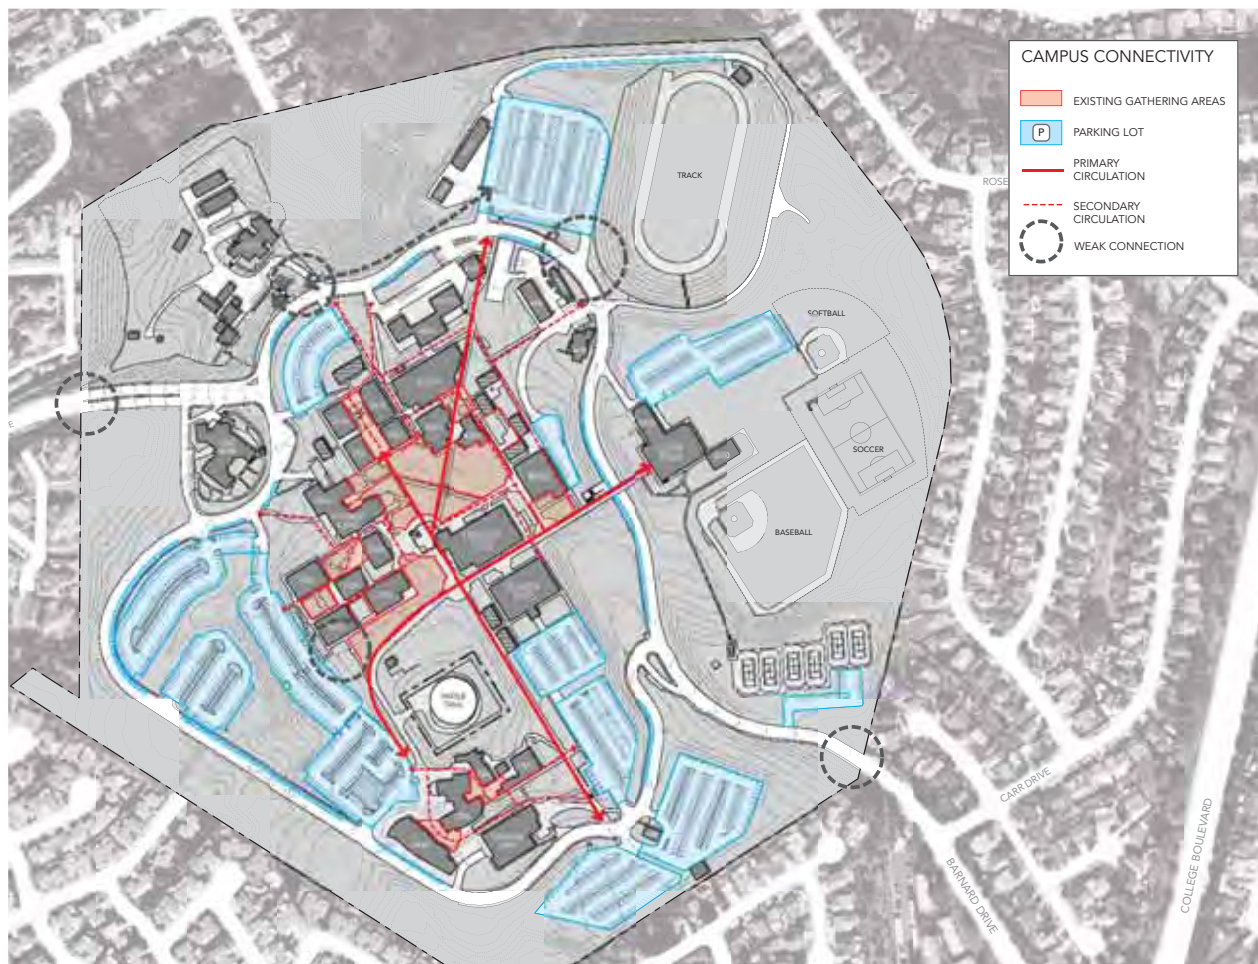 CAMPUS CONNECTIVITY
EXISTING GATHERING AREAS
P
PARKING LOT
PRIMARY
CIRCULATION
SECONDARY
CIRCULATION
WEAK CONNECTION
ROSE
TRACK
SOFTBALL
SOCCER
BASEBALL
E
CARR DRIVE
BARNARD DRIVE
COLLEGE BOULEVARD